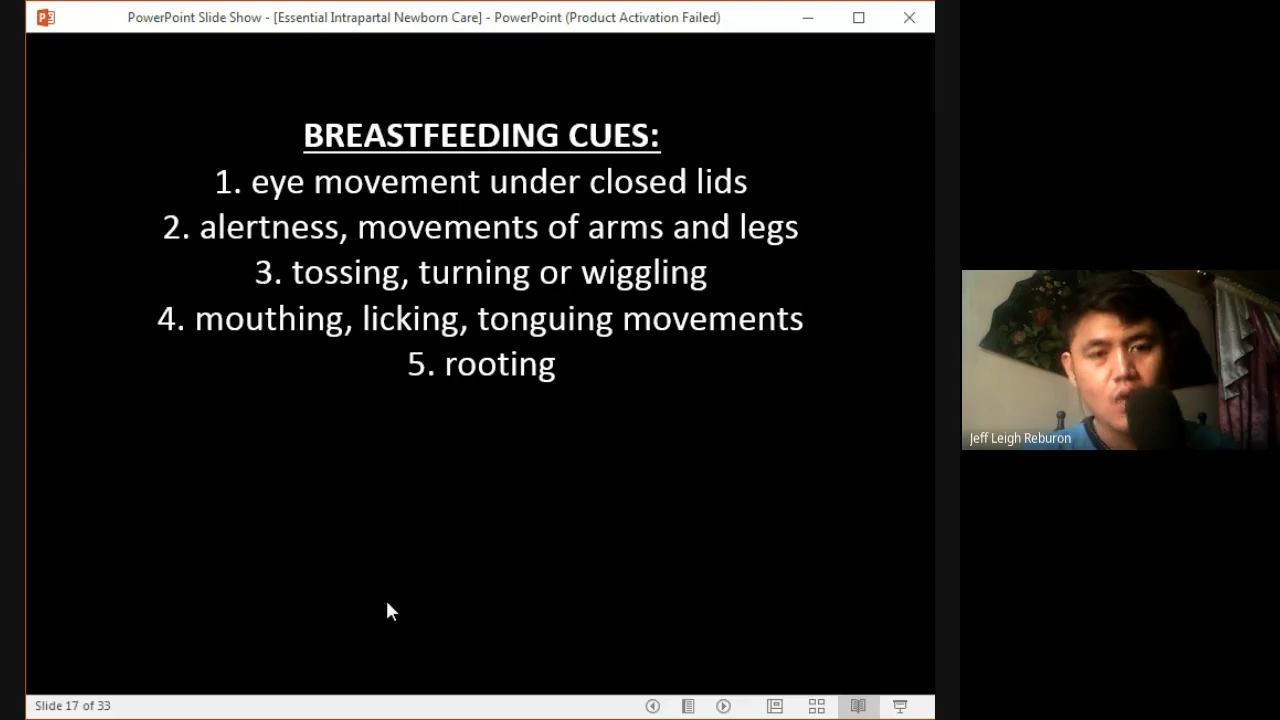 PowerPoint Slide Show - [Essential Intrapartal Newborn Care] - PowerPoint (Product Activation Failed)
BREASTFEEDING CUES:
1. eye movement under closed lids
2. alertness, movements of arms and legs
3. tossing, turning or wiggling
4. mouthing, licking, tonguing movements
5. rooting
Jeff Leigh Reburon
Slide 17 of 33